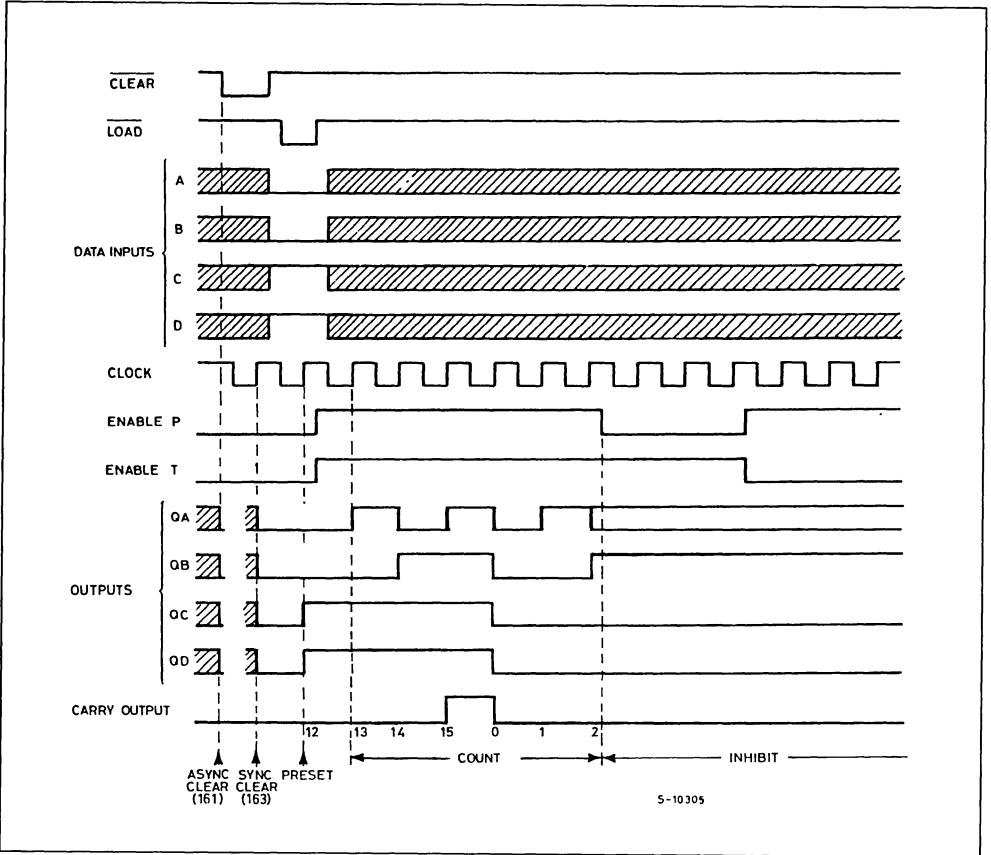 CLEAR
LOAD
A
B
DATA INPUTS
C
D
CLOCK
ENABLE P
ENABLE T
QA
QB
OUTPUTS
QC
QD
CARRY OUTPUT
12 13 14 15 0 1 2
COUNT INHIBIT
ASYNC CLEAR (161)
SYNC CLEAR (163)
PRESET
S-10305